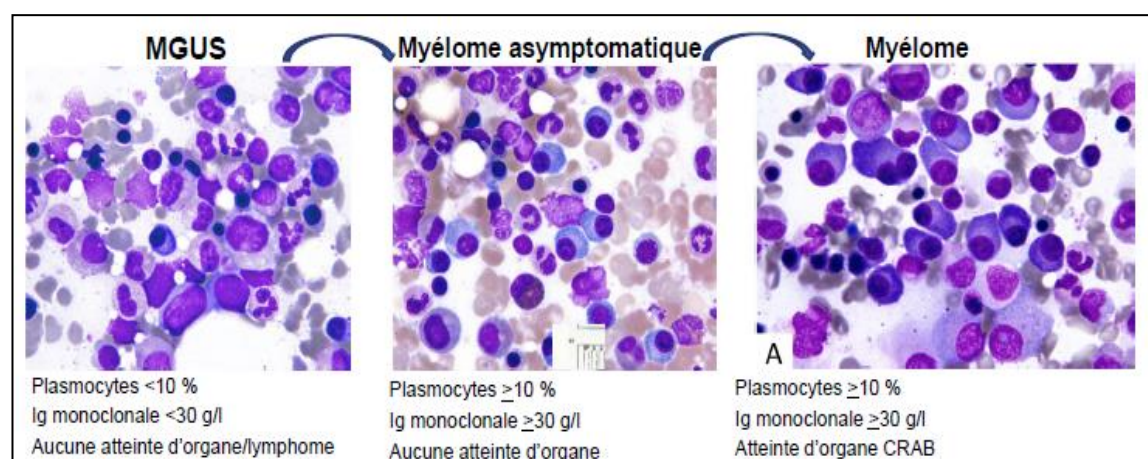 MGUS
Myélome asymptomatique
Myélome
A
Plasmocytes <10 %
Ig monoclonale <30 g/l
Aucune atteinte d'organe/lymphome
Plasmocytes ≥10 %
Ig monoclonale ≥30 g/l
Aucune atteinte d'organe
Plasmocytes ≥10 %
Ig monoclonale ≥30 g/l
Atteinte d'organe CRAB